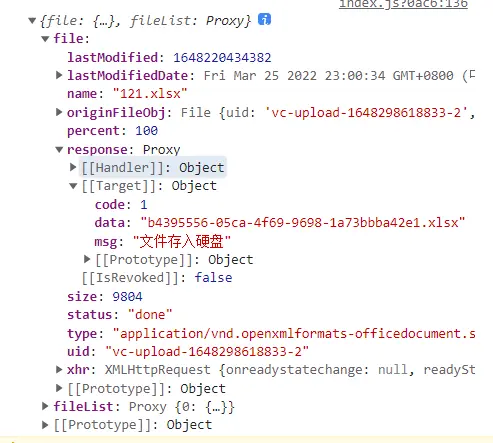 index.js?0ac6:136
{file: {…}, fileList: Proxy}
file:
lastModified: 1648220434382
lastModifiedDate: Fri Mar 25 2022 23:00:34 GMT+0800
name: "121.xlsx"
originFileObj: File {uid: 'vc-upload-1648298618833-2',
percent: 100
response: Proxy
[[Handler]]: Object
[[Target]]: Object
code: 1
data: "b4395556-05ca-4f69-9698-1a73bbba42e1.xlsx"
msg: "文件存入硬盘"
[[Prototype]]: Object
[[IsRevoked]]: false
size: 9804
status: "done"
type: "application/vnd.openxmlformats-officedocument.s
uid: "vc-upload-1648298618833-2"
xhr: XMLHttpRequest {onreadystatechange: null, readySt
[[Prototype]]: Object
fileList: Proxy {0: {…}}
[[Prototype]]: Object